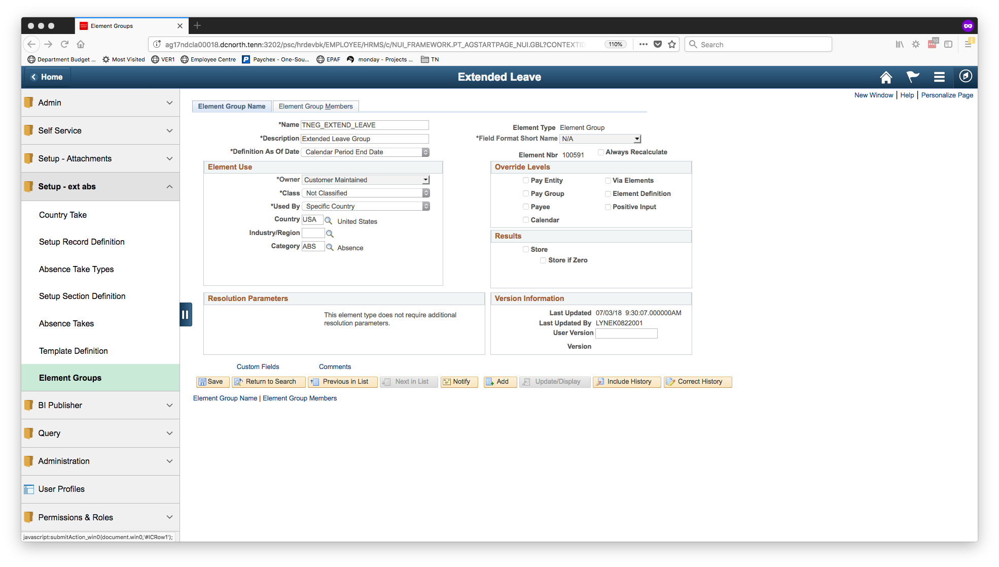 Element Groups
ag17ndcla00018.dcnorth.tenn:3202/psc/hrdevbk/EMPLOYEE/HRMS/c/NUI_FRAMEWORK.PT_AGSTARTPAGE_NUI.GBL?CONTEXTID
110%
Search
10
Department Budget ...
Most Visited
VER1
Employee Centre
Paychex - One-Sou...
EPAF
monday - Projects ...
TN
Home
Extended Leave
New Window | Help | Personalize Page
Admin
Self Service
Setup - Attachments
Setup - ext abs
Country Take
Setup Record Definition
Absence Take Types
Setup Section Definition
Absence Takes
Template Definition
Element Groups
BI Publisher
Query
Administration
User Profiles
Permissions & Roles
javascript:submitAction_win0(document.win0,'#ICRow1');
Element Group Name
Element Group Members
*Name TNEG_EXTEND_LEAVE
*Description Extended Leave Group
*Definition As Of Date Calendar Period End Date
Element Type Element Group
*Field Format Short Name N/A
Element Nbr 100591
Always Recalculate
Element Use
*Owner Customer Maintained
*Class Not Classified
*Used By Specific Country
Country USA United States
Industry/Region
Category ABS Absence
Override Levels
Pay Entity Via Elements
Pay Group Element Definition
Payee Positive Input
Calendar
Results
Store
Store if Zero
Resolution Parameters
This element type does not require additional
resolution parameters.
Version Information
Last Updated 07/03/18 9:30:07.000000AM
Last Updated By LYNEK0822001
User Version
Version
Custom Fields
Comments
Save
Return to Search
Previous in List
Next in List
Notify
Add
Update/Display
Include History
Correct History
Element Group Name | Element Group Members